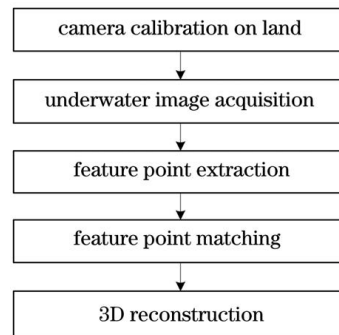 camera calibration on land
underwater image acquisition
feature point extraction
feature point matching
3D reconstruction